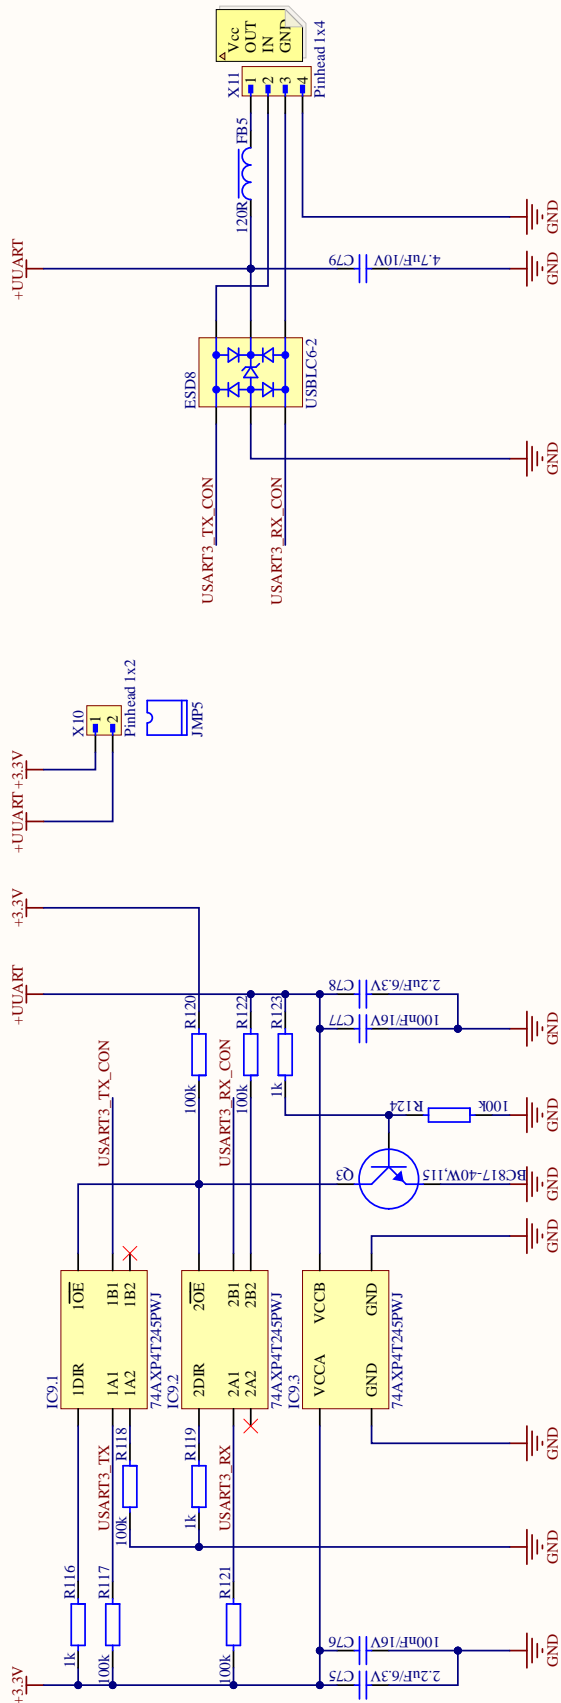 Vcc
OUT
IN
GND
X11
1
2
3
4
Pinhead 1x4
FB5
120R
+UUART
C79
4.7uF/10V
GND
GND
ESD8
USBLC6-2
GND
USART3_TX_CON
USART3_RX_CON
X10
1
2
Pinhead 1x2
JMP5
+3.3V
+UUART
+3.3V
+UUART
R120
100k
R122
100k
R123
1k
C78
2.2uF/6.3V
C77
100nF/16V
GND
USART3_TX_CON
USART3_RX_CON
R124
100k
GND
Q3
BC817-40W,115
GND
GND
IC9.1
1OE
1B1
1B2
1DIR
1A1
1A2
74AXP4T245PWJ
IC9.2
2OE
2B1
2B2
2DIR
2A1
2A2
74AXP4T245PWJ
IC9.3
VCCB
GND
VCCA
GND
74AXP4T245PWJ
GND
USART3_TX
R118
100k
R119
1k
USART3_RX
GND
R116
1k
R117
100k
R121
100k
C76
100nF/16V
C75
2.2uF/6.3V
GND
+3.3V